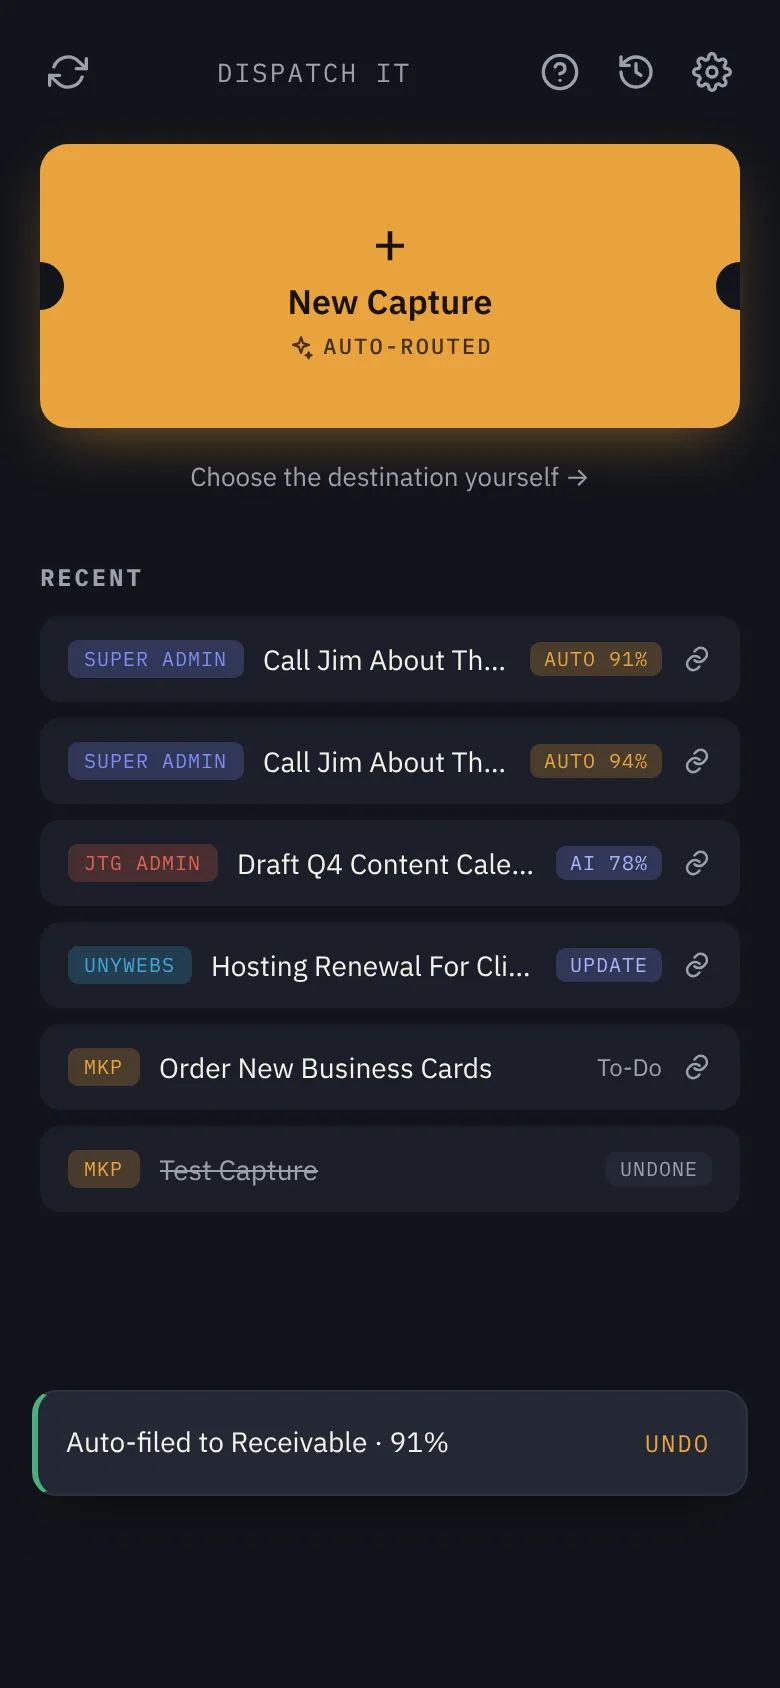 DISPATCH IT
+
New Capture
AUTO-ROUTED
Choose the destination yourself →
RECENT
SUPER ADMIN Call Jim About Th... AUTO 91%
SUPER ADMIN Call Jim About Th... AUTO 94%
JTG ADMIN Draft Q4 Content Cale... AI 78%
UNYWEBS Hosting Renewal For Cli... UPDATE
MKP Order New Business Cards To-Do
MKP Test Capture UNDONE
Auto-filed to Receivable · 91% UNDO